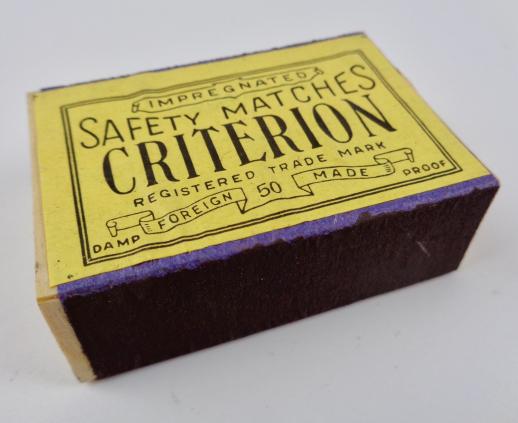 IMPREGNATED
SAFETY MATCHES
CRITERION
REGISTERED TRADE MARK
FOREIGN 50 MADE
DAMP PROOF